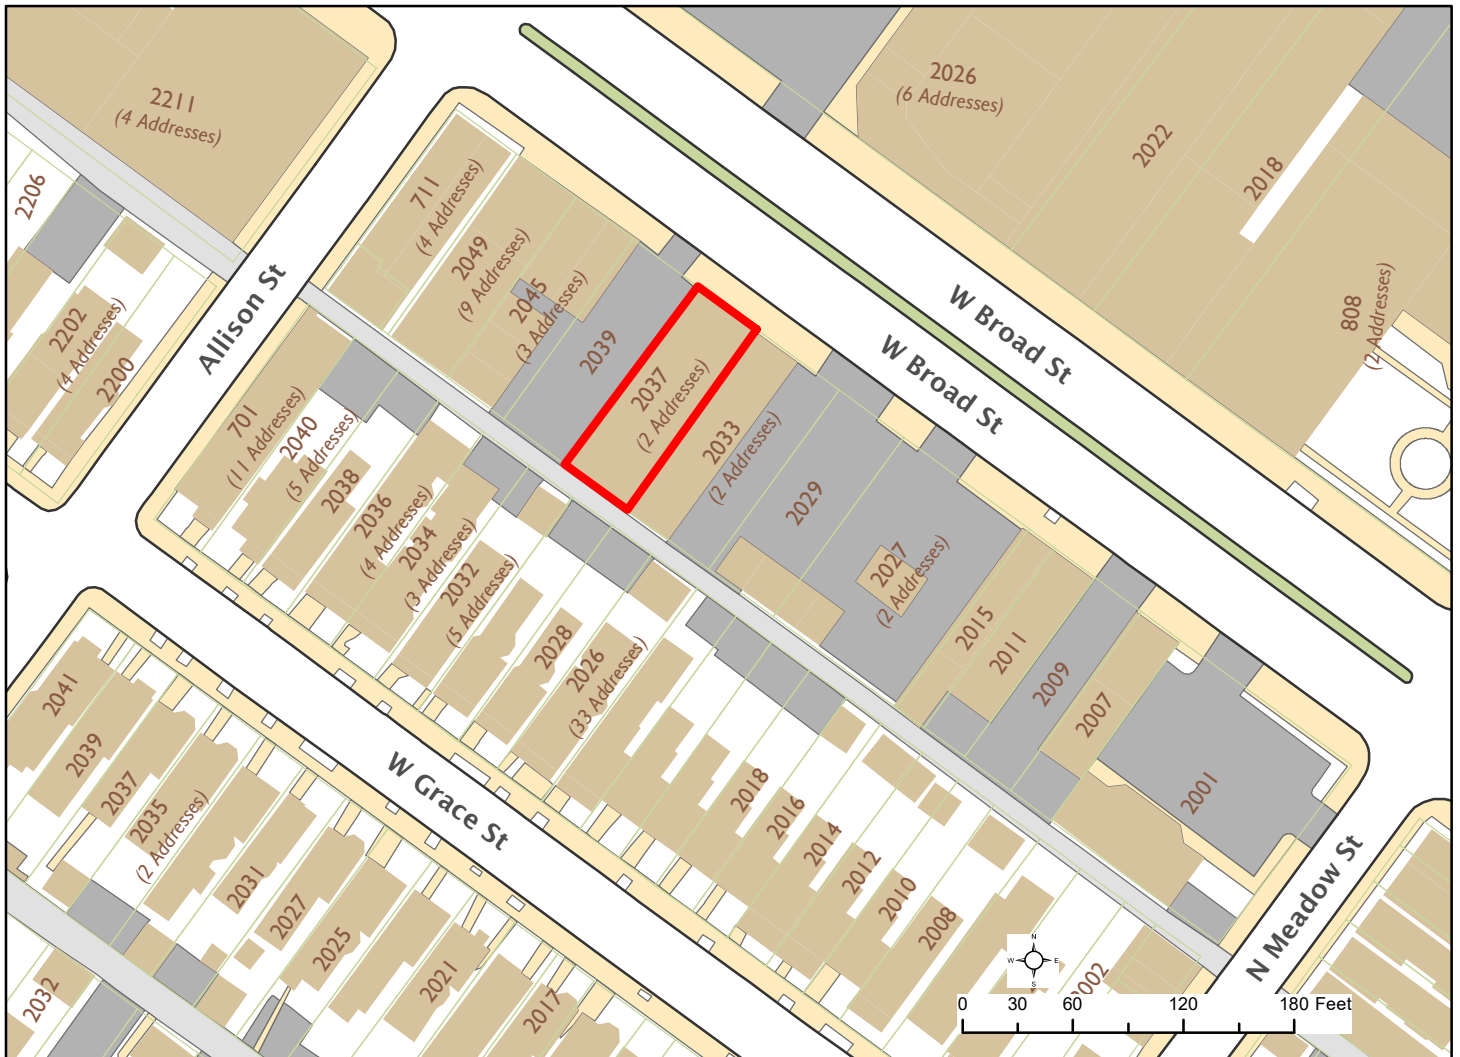 2211
(4 Addresses)
2206
2202
(4 Addresses)
2200
Allison St
711
(4 Addresses)
2049
(9 Addresses)
2045
(3 Addresses)
2039
2037
(2 Addresses)
2033
(2 Addresses)
2029
2027
(2 Addresses)
2015
2011
2009
2007
2001
2026
(6 Addresses)
2022
2018
808
(2 Addresses)
W Broad St
W Broad St
701
(11 Addresses)
2040
(5 Addresses)
2038
2036
(4 Addresses)
2034
(3 Addresses)
2032
(5 Addresses)
2028
2026
(33 Addresses)
2018
2016
2014
2012
2010
2008
2002
W Grace St
N Meadow St
2041
2039
2037
2035
(2 Addresses)
2031
2027
2025
2021
2017
2032
N
W E
S
0 30 60 120 180 Feet